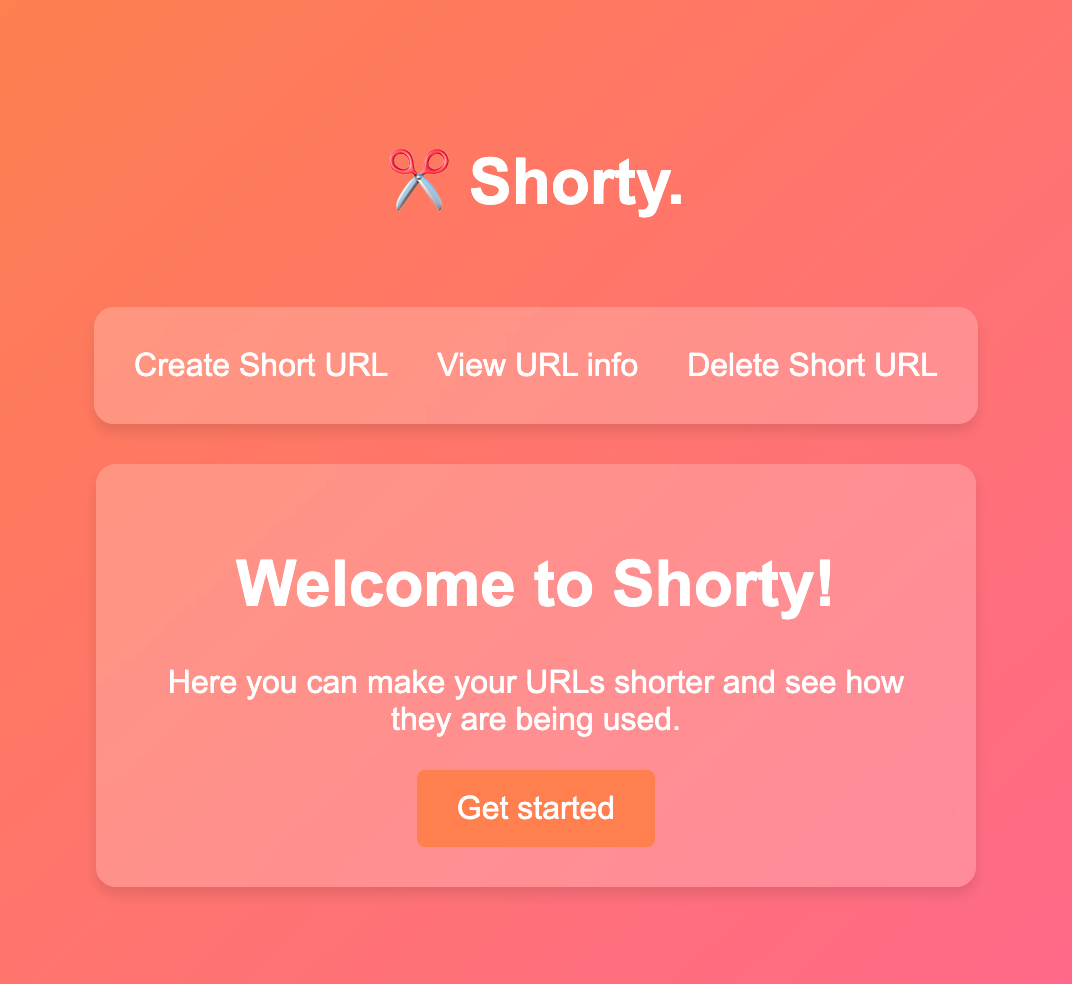 Shorty.
Create Short URL View URL info Delete Short URL
Welcome to Shorty!
Here you can make your URLs shorter and see how
they are being used.
Get started